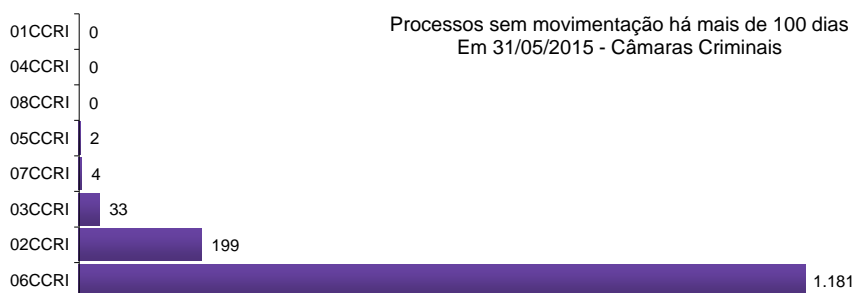 Processos sem movimentação há mais de 100 dias
Em 31/05/2015 - Câmaras Criminais
01CCRI 0
04CCRI 0
08CCRI 0
05CCRI 2
07CCRI 4
03CCRI 33
02CCRI 199
06CCRI 1.181